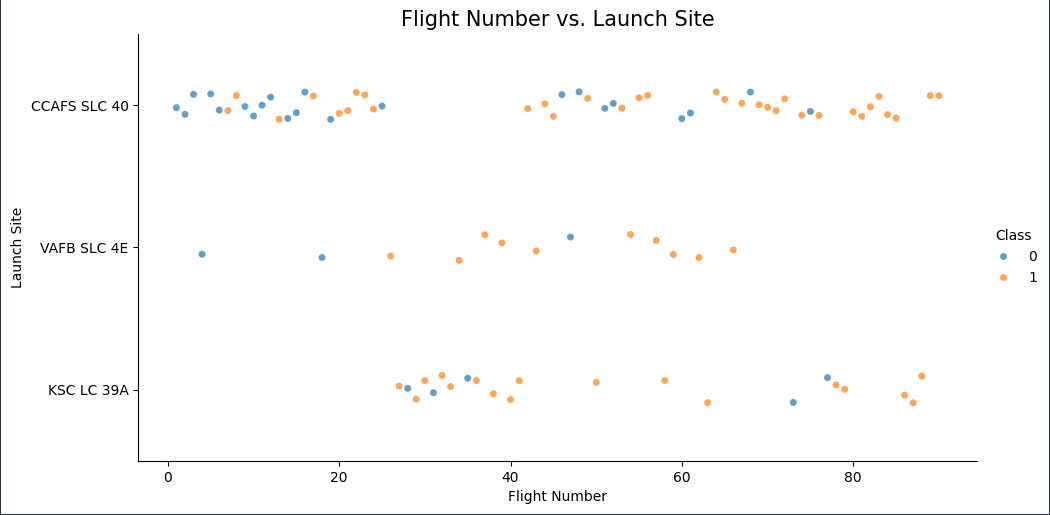 Flight Number vs. Launch Site
CCAFS SLC 40
VAFB SLC 4E
KSC LC 39A
Launch Site
0 20 40 60 80
Flight Number
Class
0
1